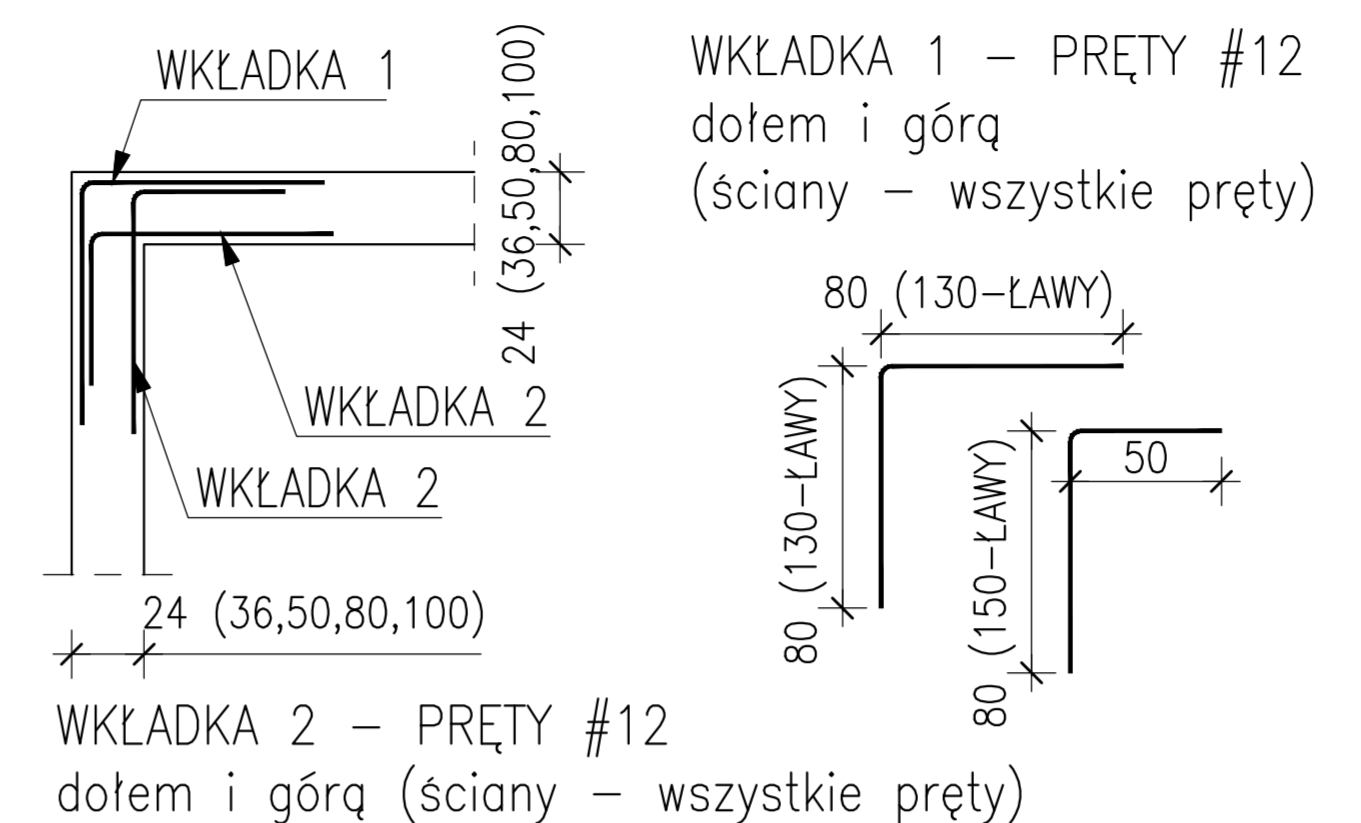 WKŁADKA 1
24 (36,50,80,100)
WKŁADKA 1 – PRĘTY #12
dołem i górą
(ściany – wszystkie pręty)
WKŁADKA 2
WKŁADKA 2
24 (36,50,80,100)
80 (130–ŁAWY)
80 (130–ŁAWY)
50
80 (150–ŁAWY)
WKŁADKA 2 – PRĘTY #12
dołem i górą (ściany – wszystkie pręty)